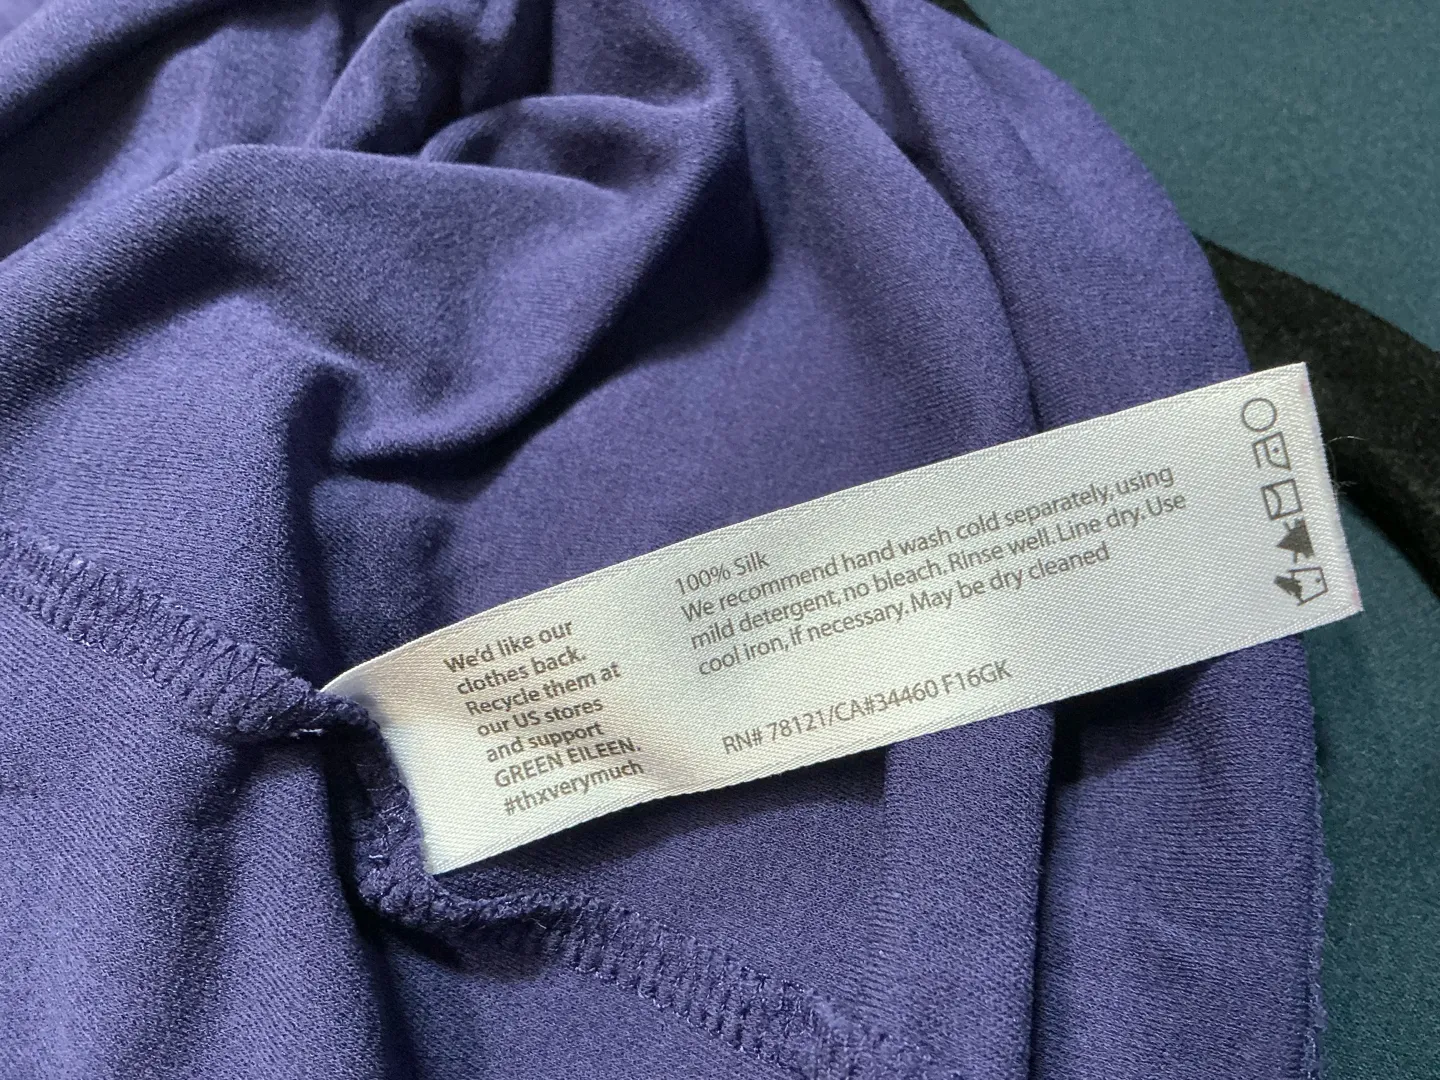 We'd like our
clothes back.
Recycle them at
our US stores
and support
GREEN EILEEN.
#thxverymuch
100% Silk
We recommend hand wash cold separately, using
mild detergent, no bleach. Rinse well. Line dry. Use
cool iron, if necessary. May be dry cleaned
RN# 78121/CA#34460 F16GK